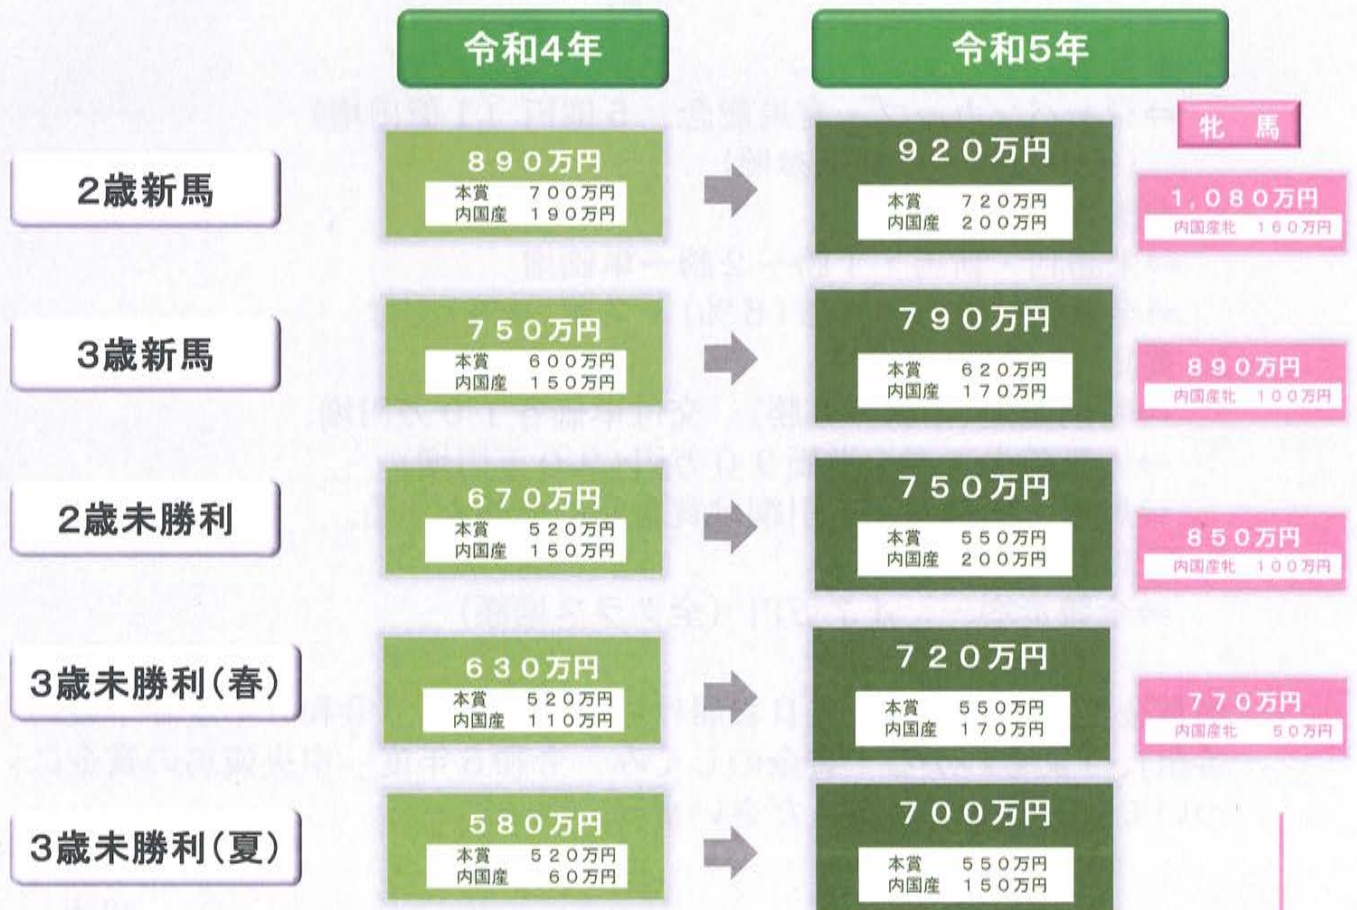 令和4年
令和5年
牝 馬
2歳新馬
890万円
本賞 700万円
内国産 190万円
920万円
本賞 720万円
内国産 200万円
1,080万円
内国産牝 160万円
3歳新馬
750万円
本賞 600万円
内国産 150万円
790万円
本賞 620万円
内国産 170万円
890万円
内国産牝 100万円
2歳未勝利
670万円
本賞 520万円
内国産 150万円
750万円
本賞 550万円
内国産 200万円
850万円
内国産牝 100万円
3歳未勝利(春)
630万円
本賞 520万円
内国産 110万円
720万円
本賞 550万円
内国産 170万円
770万円
内国産牝 50万円
3歳未勝利(夏)
580万円
本賞 520万円
内国産 60万円
700万円
本賞 550万円
内国産 150万円